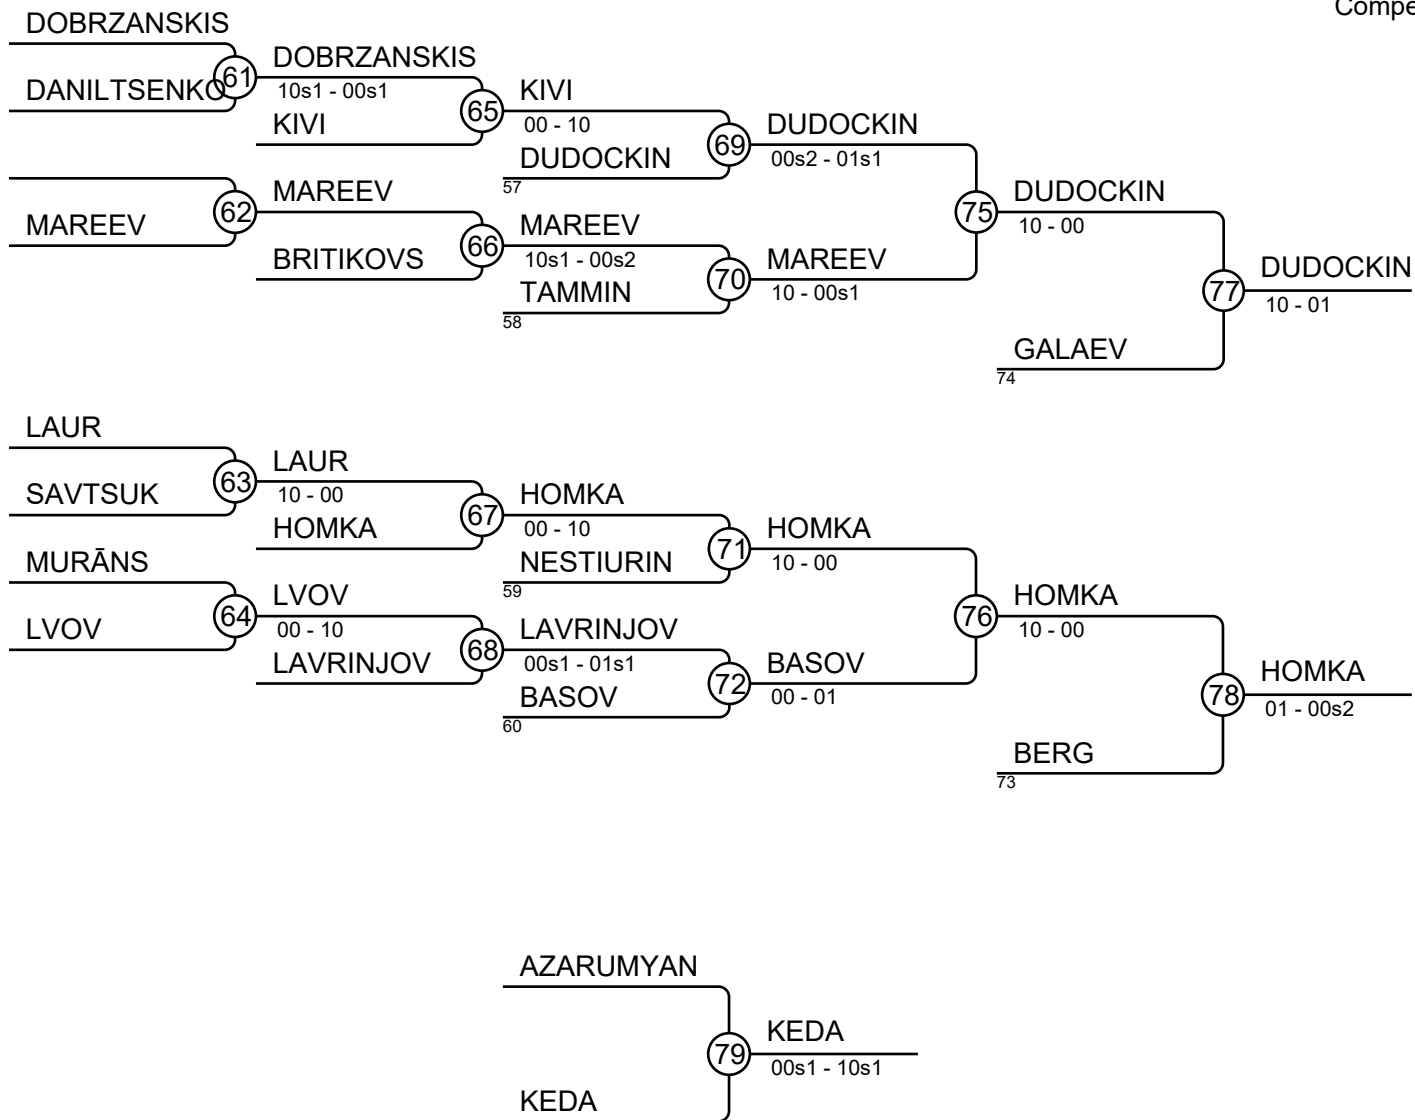 Compe
DOBRZANSKIS
DANILTSENKO
61
DOBRZANSKIS
10s1 - 00s1
KIVI
65
KIVI
00 - 10
DUDOCKIN
57
69
DUDOCKIN
00s2 - 01s1
MAREEV
62
MAREEV
BRITIKOVS
66
MAREEV
10s1 - 00s2
TAMMIN
58
70
MAREEV
10 - 00s1
75
DUDOCKIN
10 - 00
GALAEV
74
77
DUDOCKIN
10 - 01
LAUR
SAVTSUK
63
LAUR
10 - 00
HOMKA
67
HOMKA
00 - 10
NESTIURIN
59
71
HOMKA
10 - 00
MURĀNS
LVOV
64
LVOV
00 - 10
LAVRINJOV
68
LAVRINJOV
00s1 - 01s1
BASOV
60
72
BASOV
00 - 01
76
HOMKA
10 - 00
BERG
73
78
HOMKA
01 - 00s2
AZARUMYAN
KEDA
79
KEDA
00s1 - 10s1